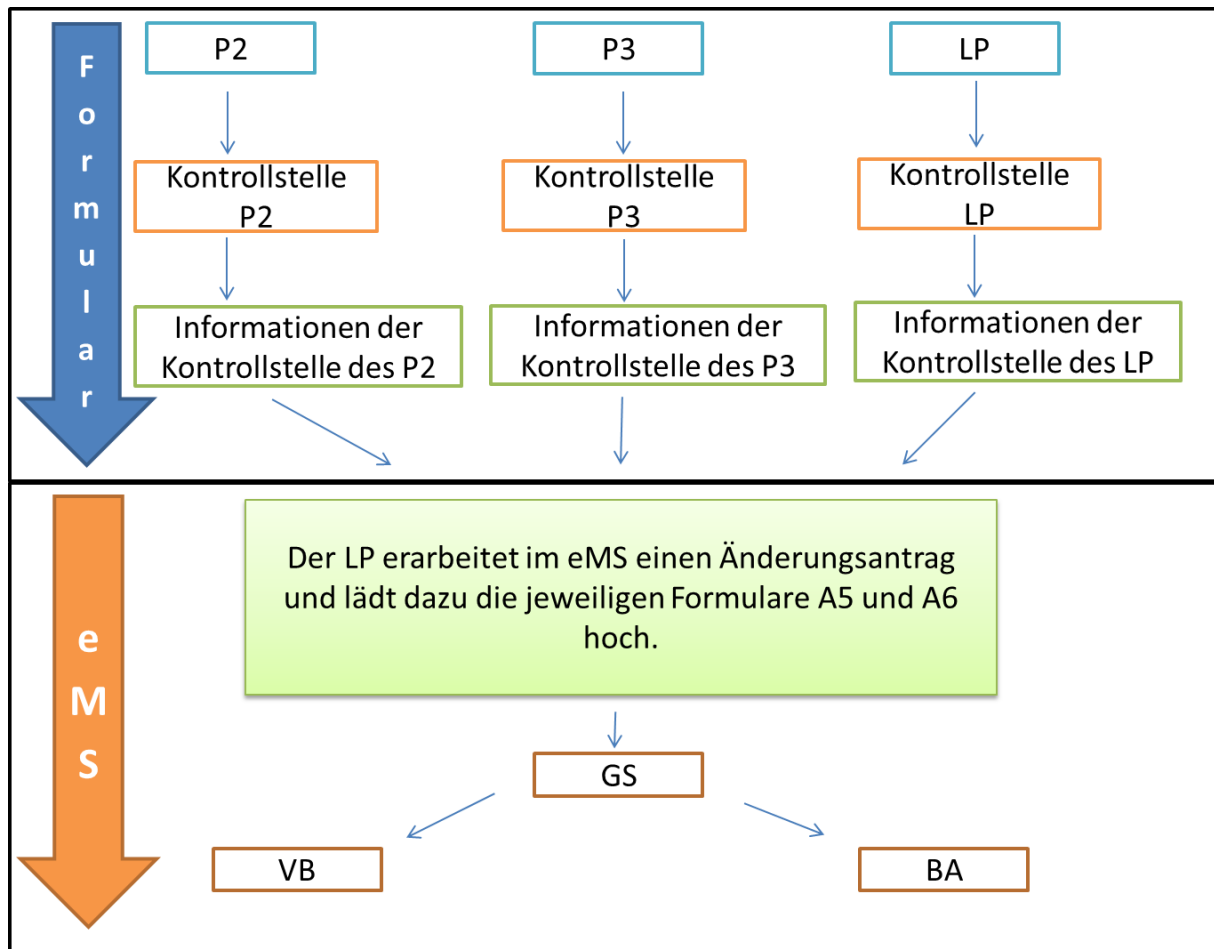 Formular
P2
P3
LP
Kontrollstelle
P2
Kontrollstelle
P3
Kontrollstelle
LP
Informationen der
Kontrollstelle des P2
Informationen der
Kontrollstelle des P3
Informationen der
Kontrollstelle des LP
eMS
Der LP erarbeitet im eMS einen Änderungsantrag
und lädt dazu die jeweiligen Formulare A5 und A6
hoch.
GS
VB
BA